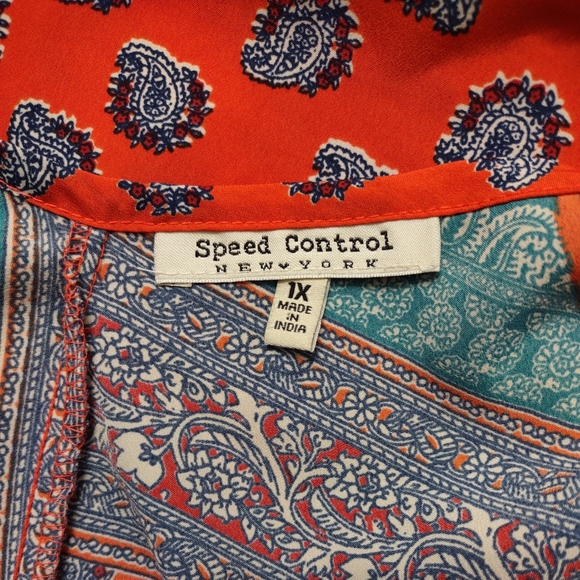 Speed Control
NEW♥YORK
1X
MADE
IN
INDIA